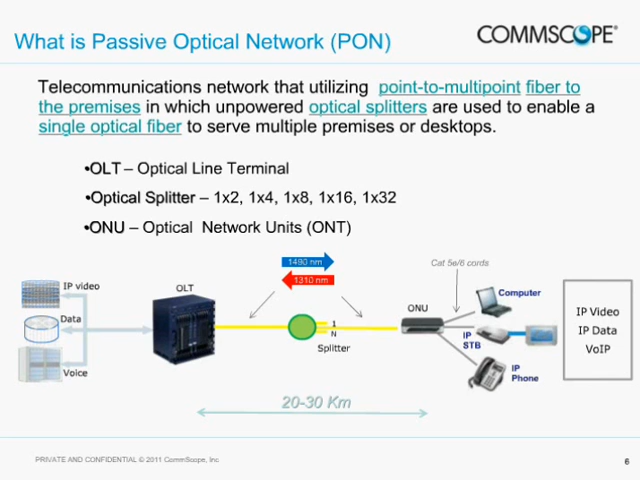 What is Passive Optical Network (PON)
COMMSCOPE®
Telecommunications network that utilizing point-to-multipoint fiber to
the premises in which unpowered optical splitters are used to enable a
single optical fiber to serve multiple premises or desktops.
•OLT – Optical Line Terminal
•Optical Splitter – 1x2, 1x4, 1x8, 1x16, 1x32
•ONU – Optical Network Units (ONT)
1490 nm
1310 nm
Cat 5e/6 cords
IP video
Data
Voice
OLT
1
N
Splitter
ONU
Computer
IP
STB
IP
Phone
IP Video
IP Data
VoIP
20-30 Km
PRIVATE AND CONFIDENTIAL © 2011 CommScope, Inc
6